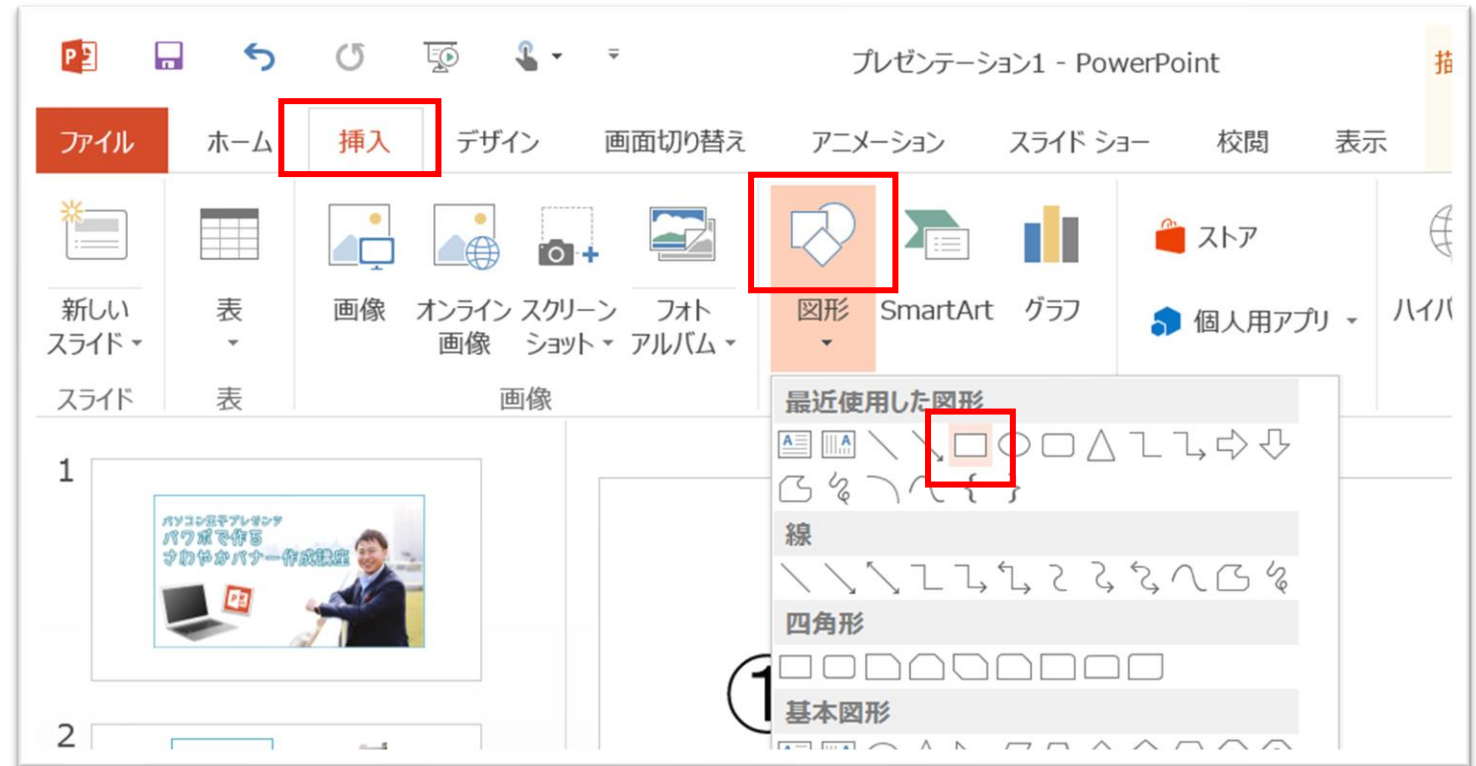 プレゼンテーション1 - PowerPoint
描
ファイル ホーム 挿入 デザイン 画面切り替え アニメーション スライド ショー 校閲 表示
新しい
スライド
表
画像
オンライン
画像
スクリーン
ショット
フォト
アルバム
図形
SmartArt
グラフ
ストア
個人用アプリ
ハイパ
スライド 表 画像
最近使用した図形
線
四角形
基本図形
1
パソコン王子プレゼンツ
パワポで作る
さわやかバナー作成講座
2
①